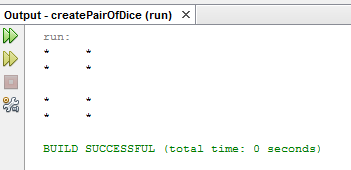 Output - createPairOfDice (run) ×
run:
*    *
*    *

*    *
*    *

BUILD SUCCESSFUL (total time: 0 seconds)